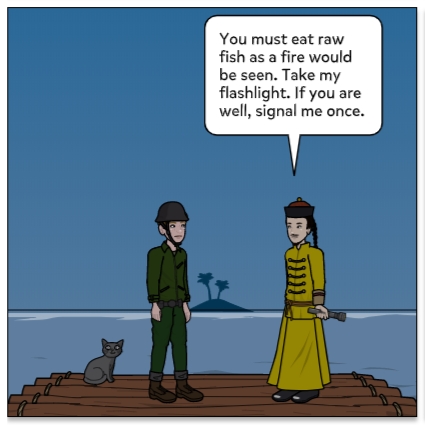 You must eat raw
fish as a fire would
be seen. Take my
flashlight. If you are
well, signal me once.